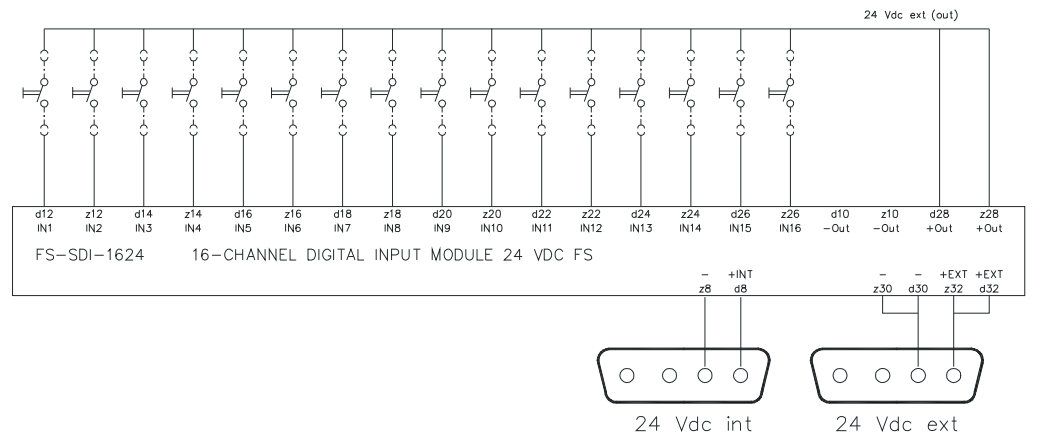 24 Vdc ext (out)
d12 z12 d14 z14 d16 z16 d18 z18 d20 z20 d22 z22 d24 z24 d26 z26 d10 z10 d28 z28
IN1 IN2 IN3 IN4 IN5 IN6 IN7 IN8 IN9 IN10 IN11 IN12 IN13 IN14 IN15 IN16 -Out -Out +Out +Out
FS-SDI-1624 16-CHANNEL DIGITAL INPUT MODULE 24 VDC FS
- +INT - - +EXT +EXT
z8 d8 z30 d30 z32 d32
24 Vdc int 24 Vdc ext